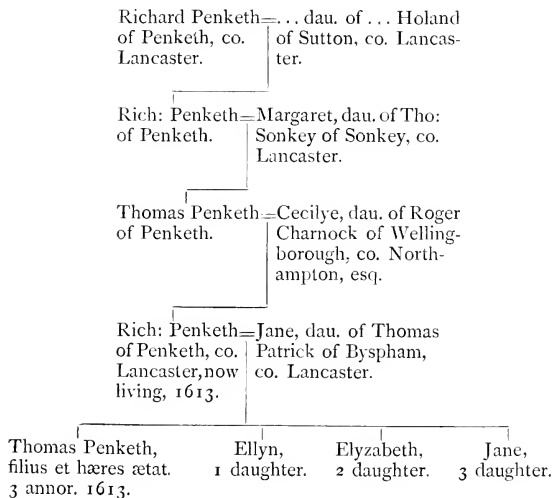 Richard Penketh=... dau. of ... Holand
of Penketh, co. of Sutton, co. Lancas-
Lancaster. ter.
Rich: Penketh=Margaret, dau. of Tho:
of Penketh. Sonkey of Sonkey, co.
Lancaster.
Thomas Penketh=Cecilye, dau. of Roger
of Penketh. Charnock of Welling-
borough, co. North-
ampton, esq.
Rich: Penketh=Jane, dau. of Thomas
of Penketh, co. Patrick of Byspham,
Lancaster, now co. Lancaster.
living, 1613.
Thomas Penketh, Ellyn, Elyzabeth, Jane,
filius et hæres ætat. 1 daughter. 2 daughter. 3 daughter.
3 annor. 1613.